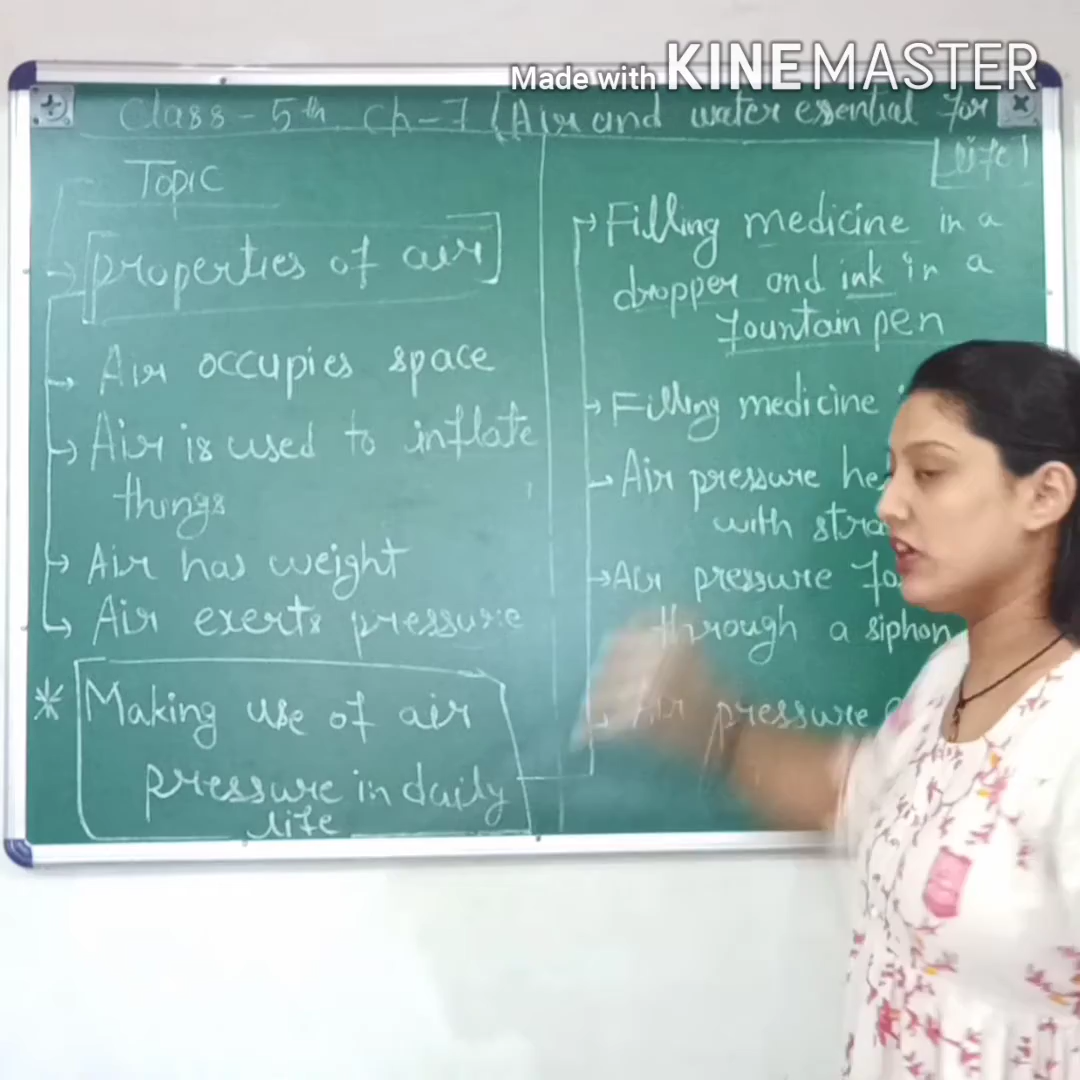 Made with KINEMASTER
Class - 5th Ch - 7 (Air and water essential for
life)
Topic
properties of air
Air occupies space
Air is used to inflate
things
Air has weight
Air exerts pressure
* Making use of air
pressure in daily
life
Filling medicine in a
dropper and ink in a
fountain pen
Filling medicine
Air pressure
with
Air pressure
through a siphon
Air pressure